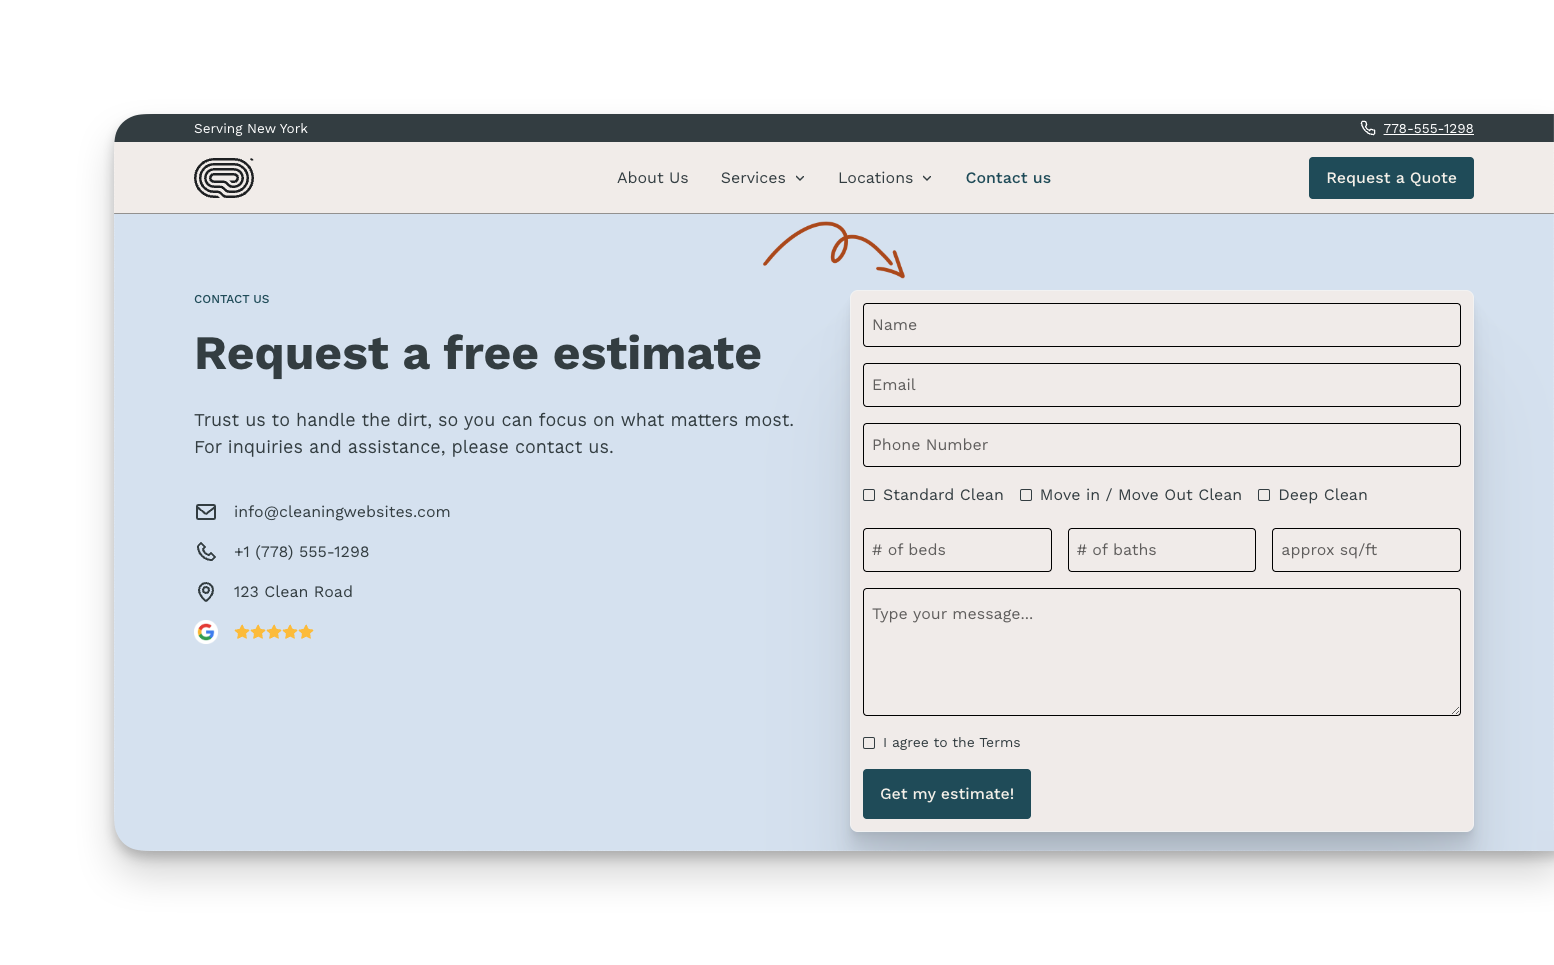 Serving New York
778-555-1298
About Us
Services
Locations
Contact us
Request a Quote
CONTACT US
Request a free estimate
Trust us to handle the dirt, so you can focus on what matters most.
For inquiries and assistance, please contact us.
info@cleaningwebsites.com
+1 (778) 555-1298
123 Clean Road
G
Name
Email
Phone Number
Standard Clean
Move in / Move Out Clean
Deep Clean
# of beds
# of baths
approx sq/ft
Type your message...
I agree to the Terms
Get my estimate!